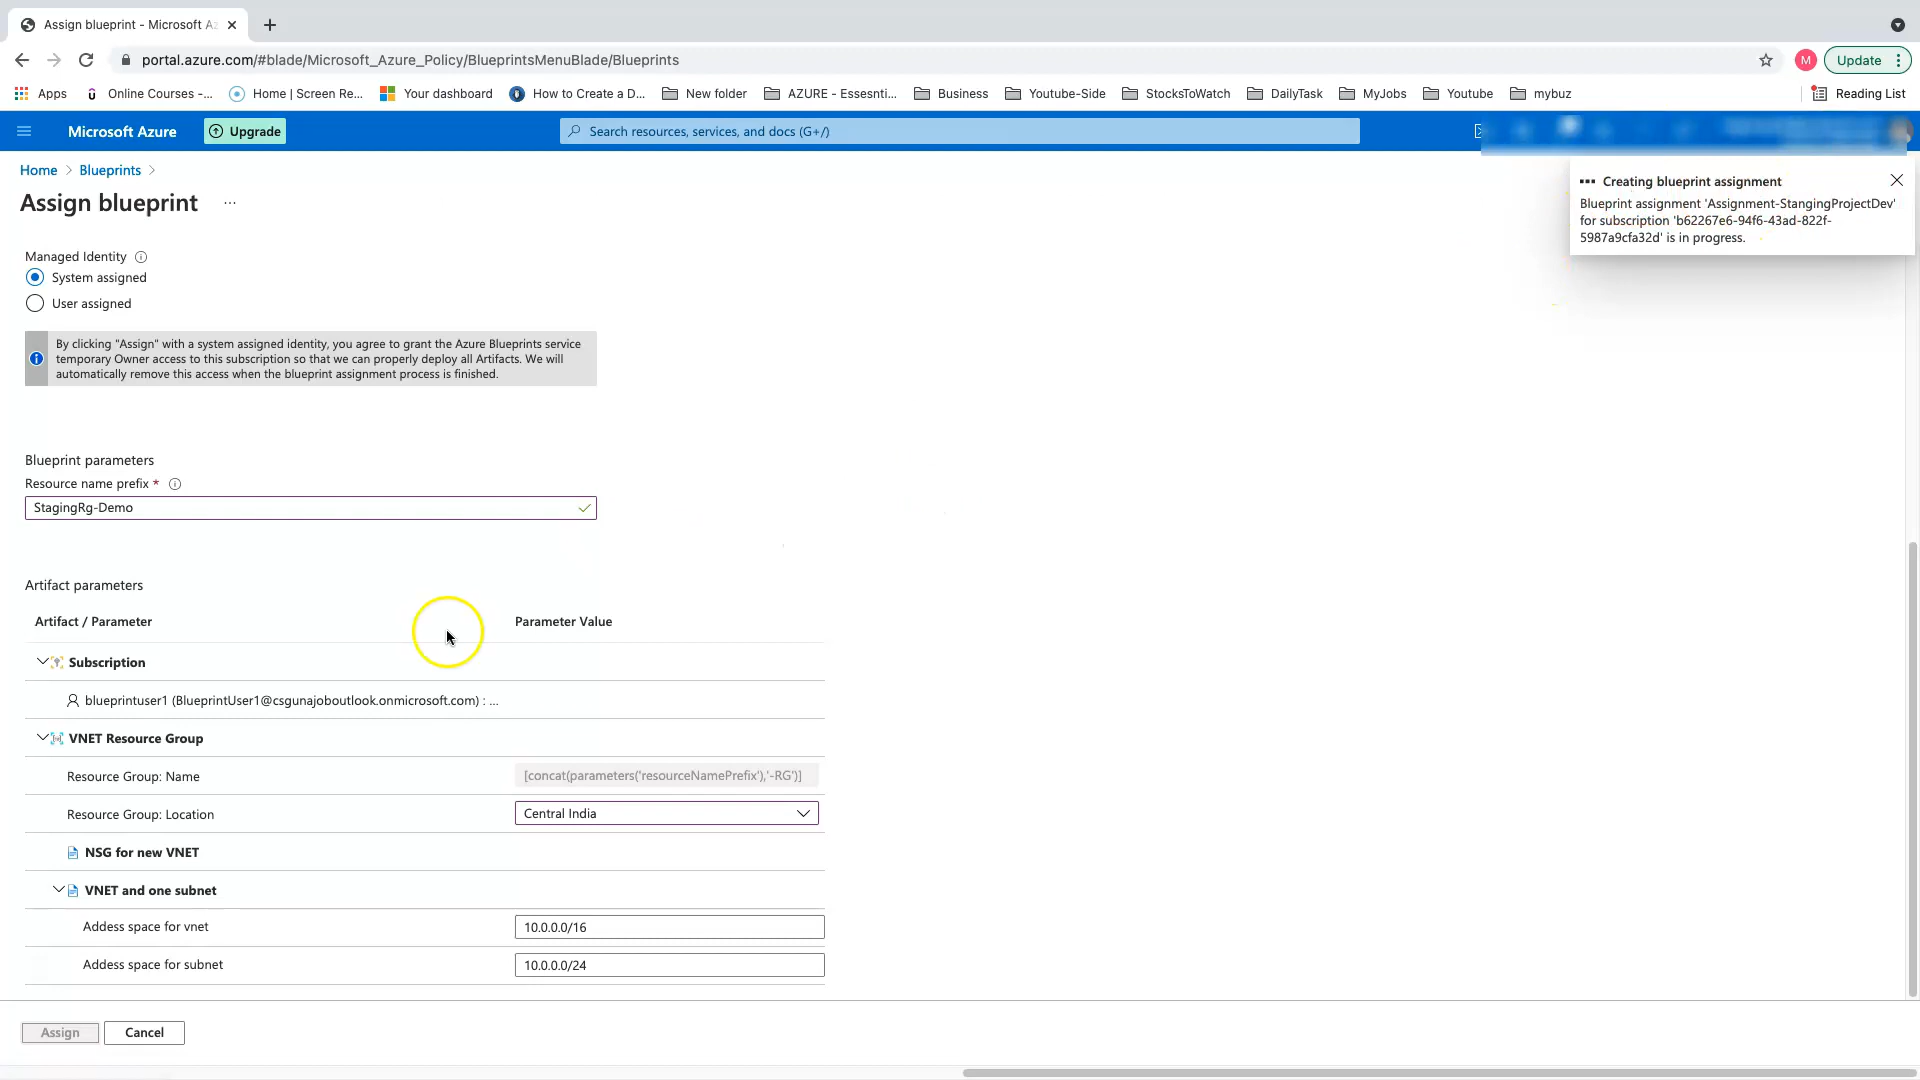 Assign blueprint - Microsoft Az
portal.azure.com/#blade/Microsoft_Azure_Policy/BlueprintsMenuBlade/Blueprints
M
Update
Apps
Online Courses -...
Home | Screen Re...
Your dashboard
How to Create a D...
New folder
AZURE - Essesnti...
Business
Youtube-Side
StocksToWatch
DailyTask
MyJobs
Youtube
mybuz
Reading List
Microsoft Azure
Upgrade
Search resources, services, and docs (G+/)
Home > Blueprints >
Assign blueprint ...
Creating blueprint assignment
Blueprint assignment 'Assignment-StangingProjectDev'
for subscription 'b62267e6-94f6-43ad-822f-
5987a9cfa32d' is in progress.
Managed Identity
System assigned
User assigned
By clicking "Assign" with a system assigned identity, you agree to grant the Azure Blueprints service
temporary Owner access to this subscription so that we can properly deploy all Artifacts. We will
automatically remove this access when the blueprint assignment process is finished.
Blueprint parameters
Resource name prefix *
StagingRg-Demo
Artifact parameters
Artifact / Parameter
Parameter Value
Subscription
blueprintuser1 (BlueprintUser1@csgunajoboutlook.onmicrosoft.com) : ...
VNET Resource Group
Resource Group: Name
[concat(parameters('resourceNamePrefix'),'-RG')]
Resource Group: Location
Central India
NSG for new VNET
VNET and one subnet
Addess space for vnet
10.0.0.0/16
Addess space for subnet
10.0.0.0/24
Assign
Cancel